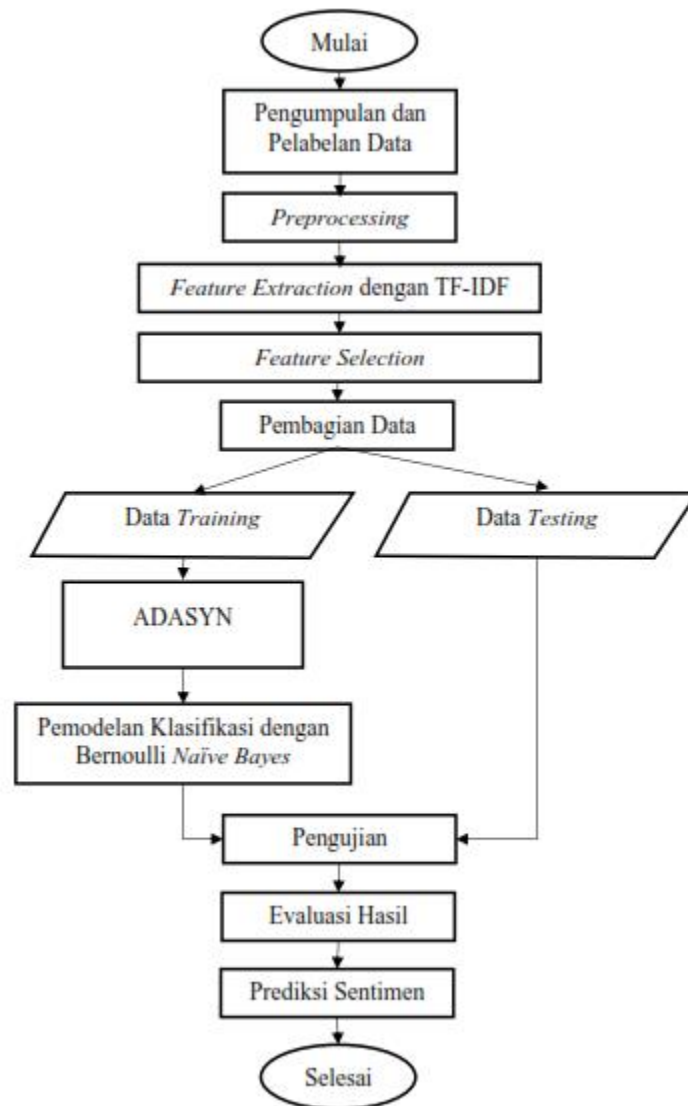 Mulai
Pengumpulan dan
Pelabelan Data
Preprocessing
Feature Extraction dengan TF-IDF
Feature Selection
Pembagian Data
Data Training
Data Testing
ADASYN
Pemodelan Klasifikasi dengan
Bernoulli Naïve Bayes
Pengujian
Evaluasi Hasil
Prediksi Sentimen
Selesai